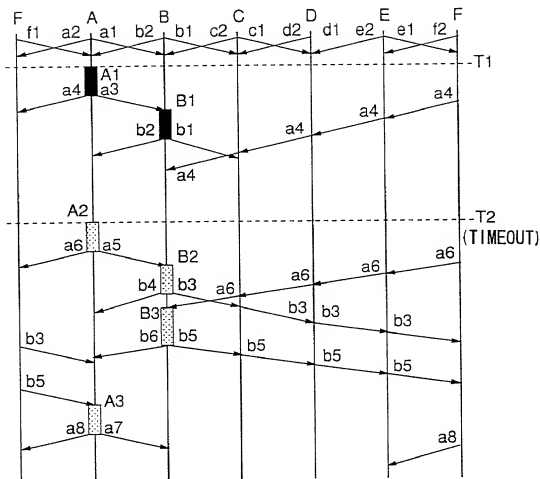 F A B C D E F
f1 a2 a1 b2 b1 c2 c1 d2 d1 e2 e1 f2
T1
A1
a4 a3 a4
B1
b2 b1 a4 a4
a4
A2 T2
(TIMEOUT)
a6 a5 B2 a6
b4 b3 a6 a6 a6
B3 b3 b3
b3 b6 b5 b5 b5 b5
b5
A3
a8 a7 a8